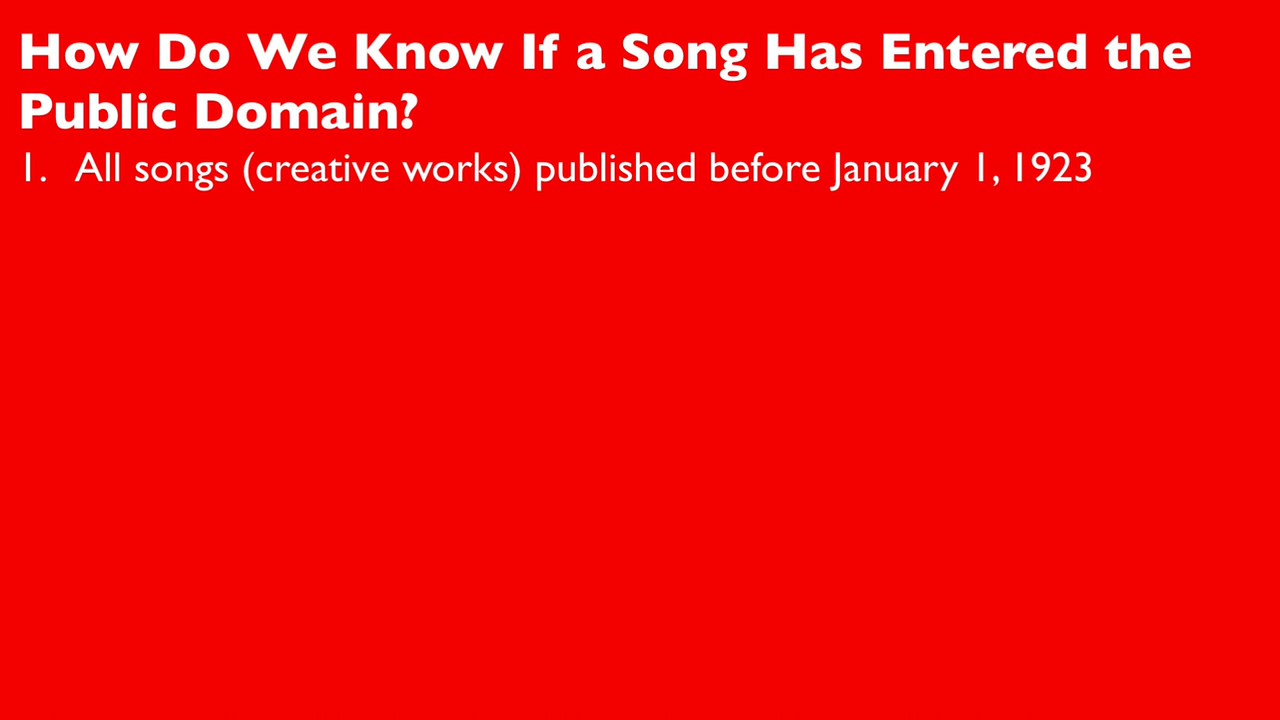 How Do We Know If a Song Has Entered the
Public Domain?
1. All songs (creative works) published before January 1, 1923